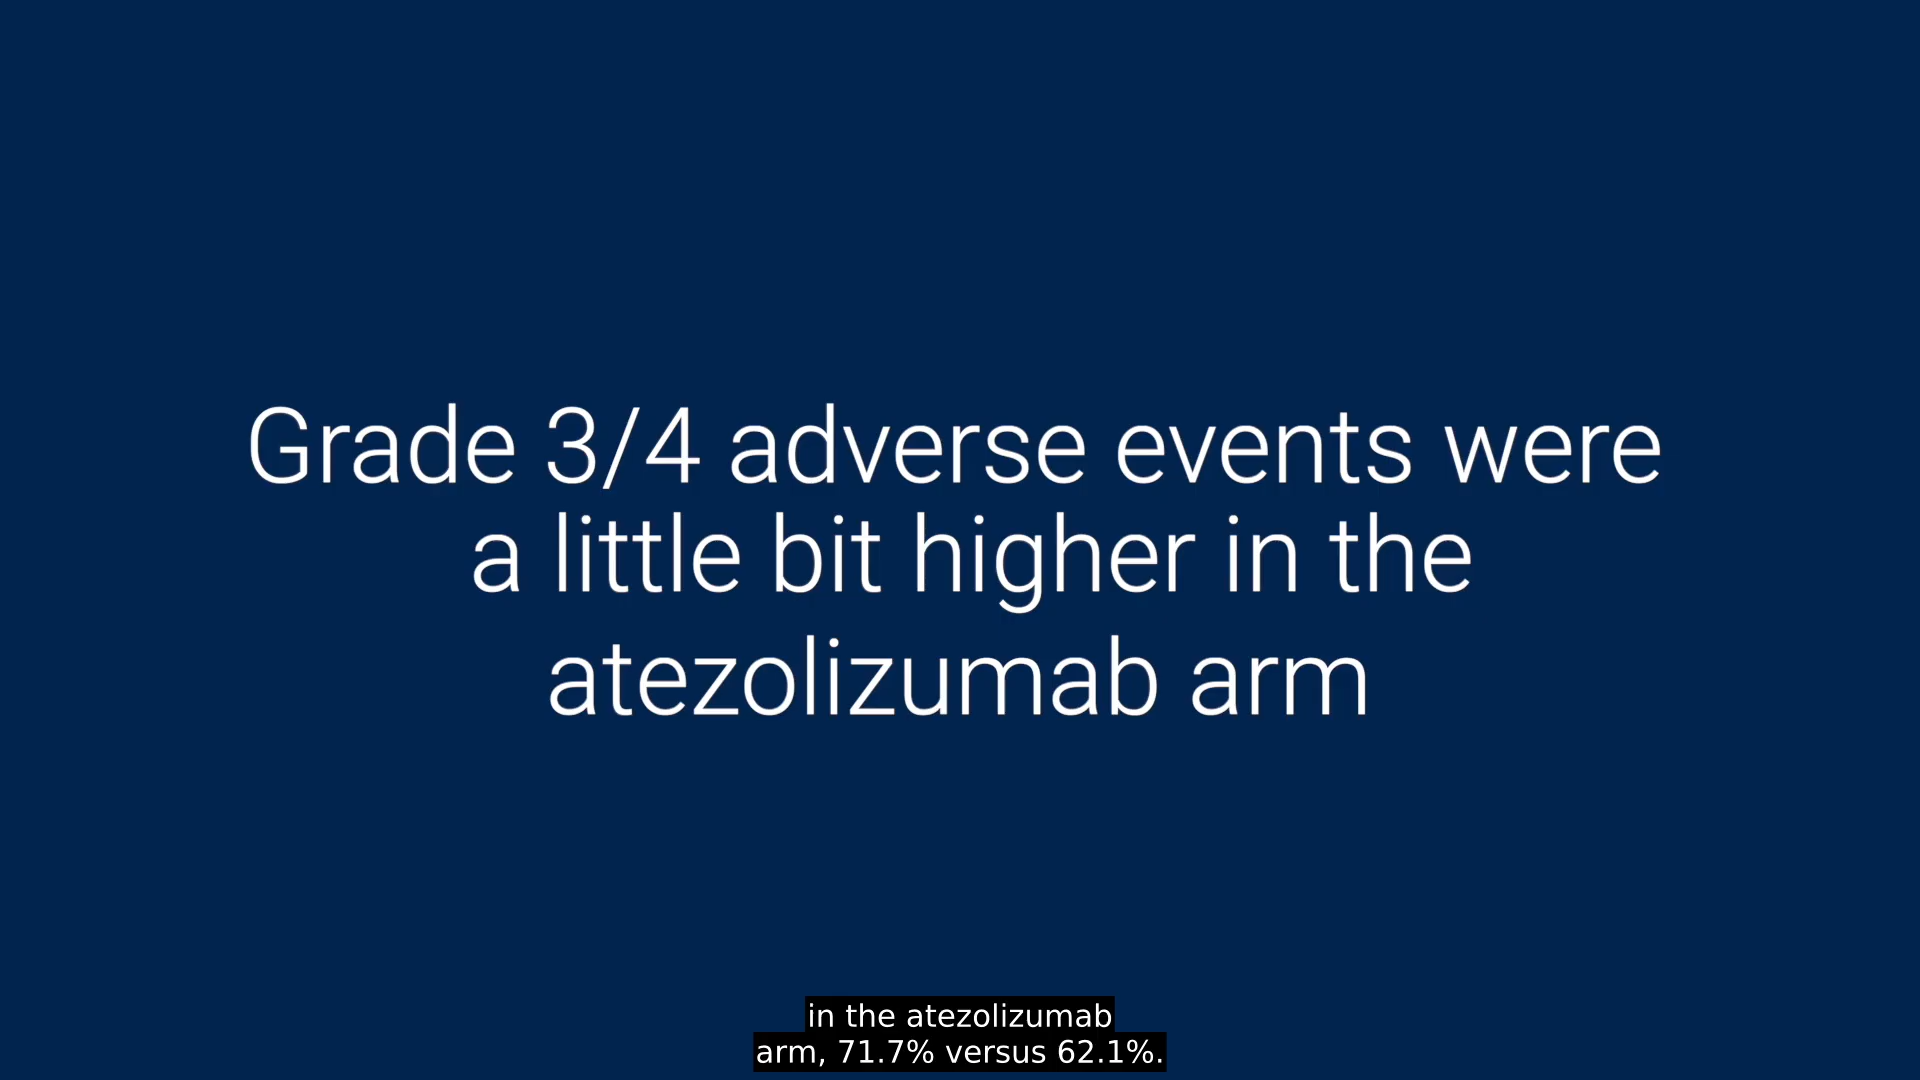 Grade 3/4 adverse events were
a little bit higher in the
atezolizumab arm
in the atezolizumab
arm, 71.7% versus 62.1%.